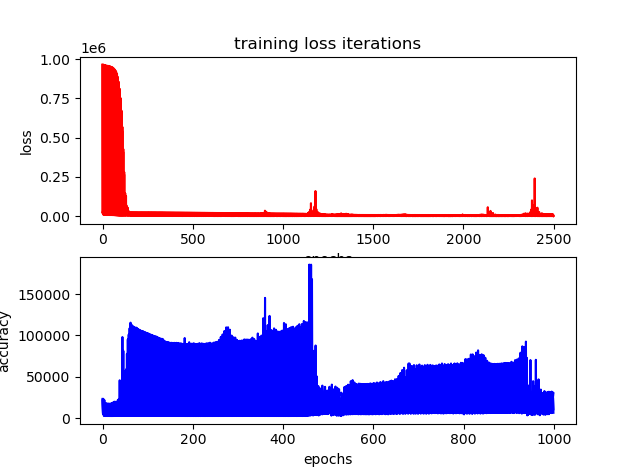 training loss iterations
1e6
1.00
0.75
0.50
0.25
0.00
loss
0 500 1000 1500 2000 2500
epochs
150000
100000
50000
0
accuracy
0 200 400 600 800 1000
epochs